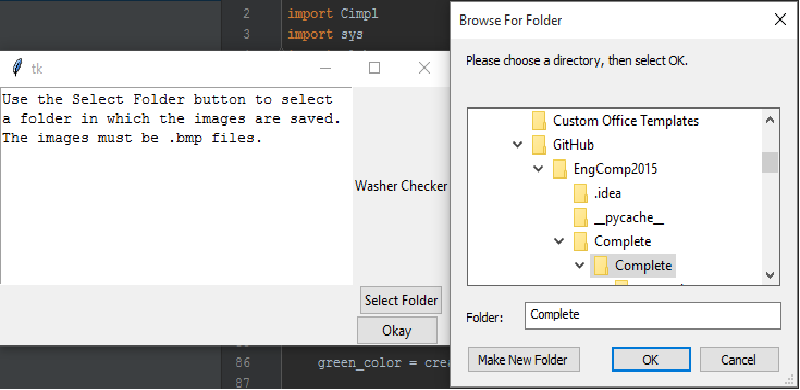 2
import Cimpl
3
import sys
tk
Use the Select Folder button to select
a folder in which the images are saved.
The images must be .bmp files.
Washer Checker
Select Folder
Okay
86
green_color = crea
87
Browse For Folder
Please choose a directory, then select OK.
Custom Office Templates
GitHub
EngComp2015
.idea
__pycache__
Complete
Complete
Folder:
Complete
Make New Folder
OK
Cancel